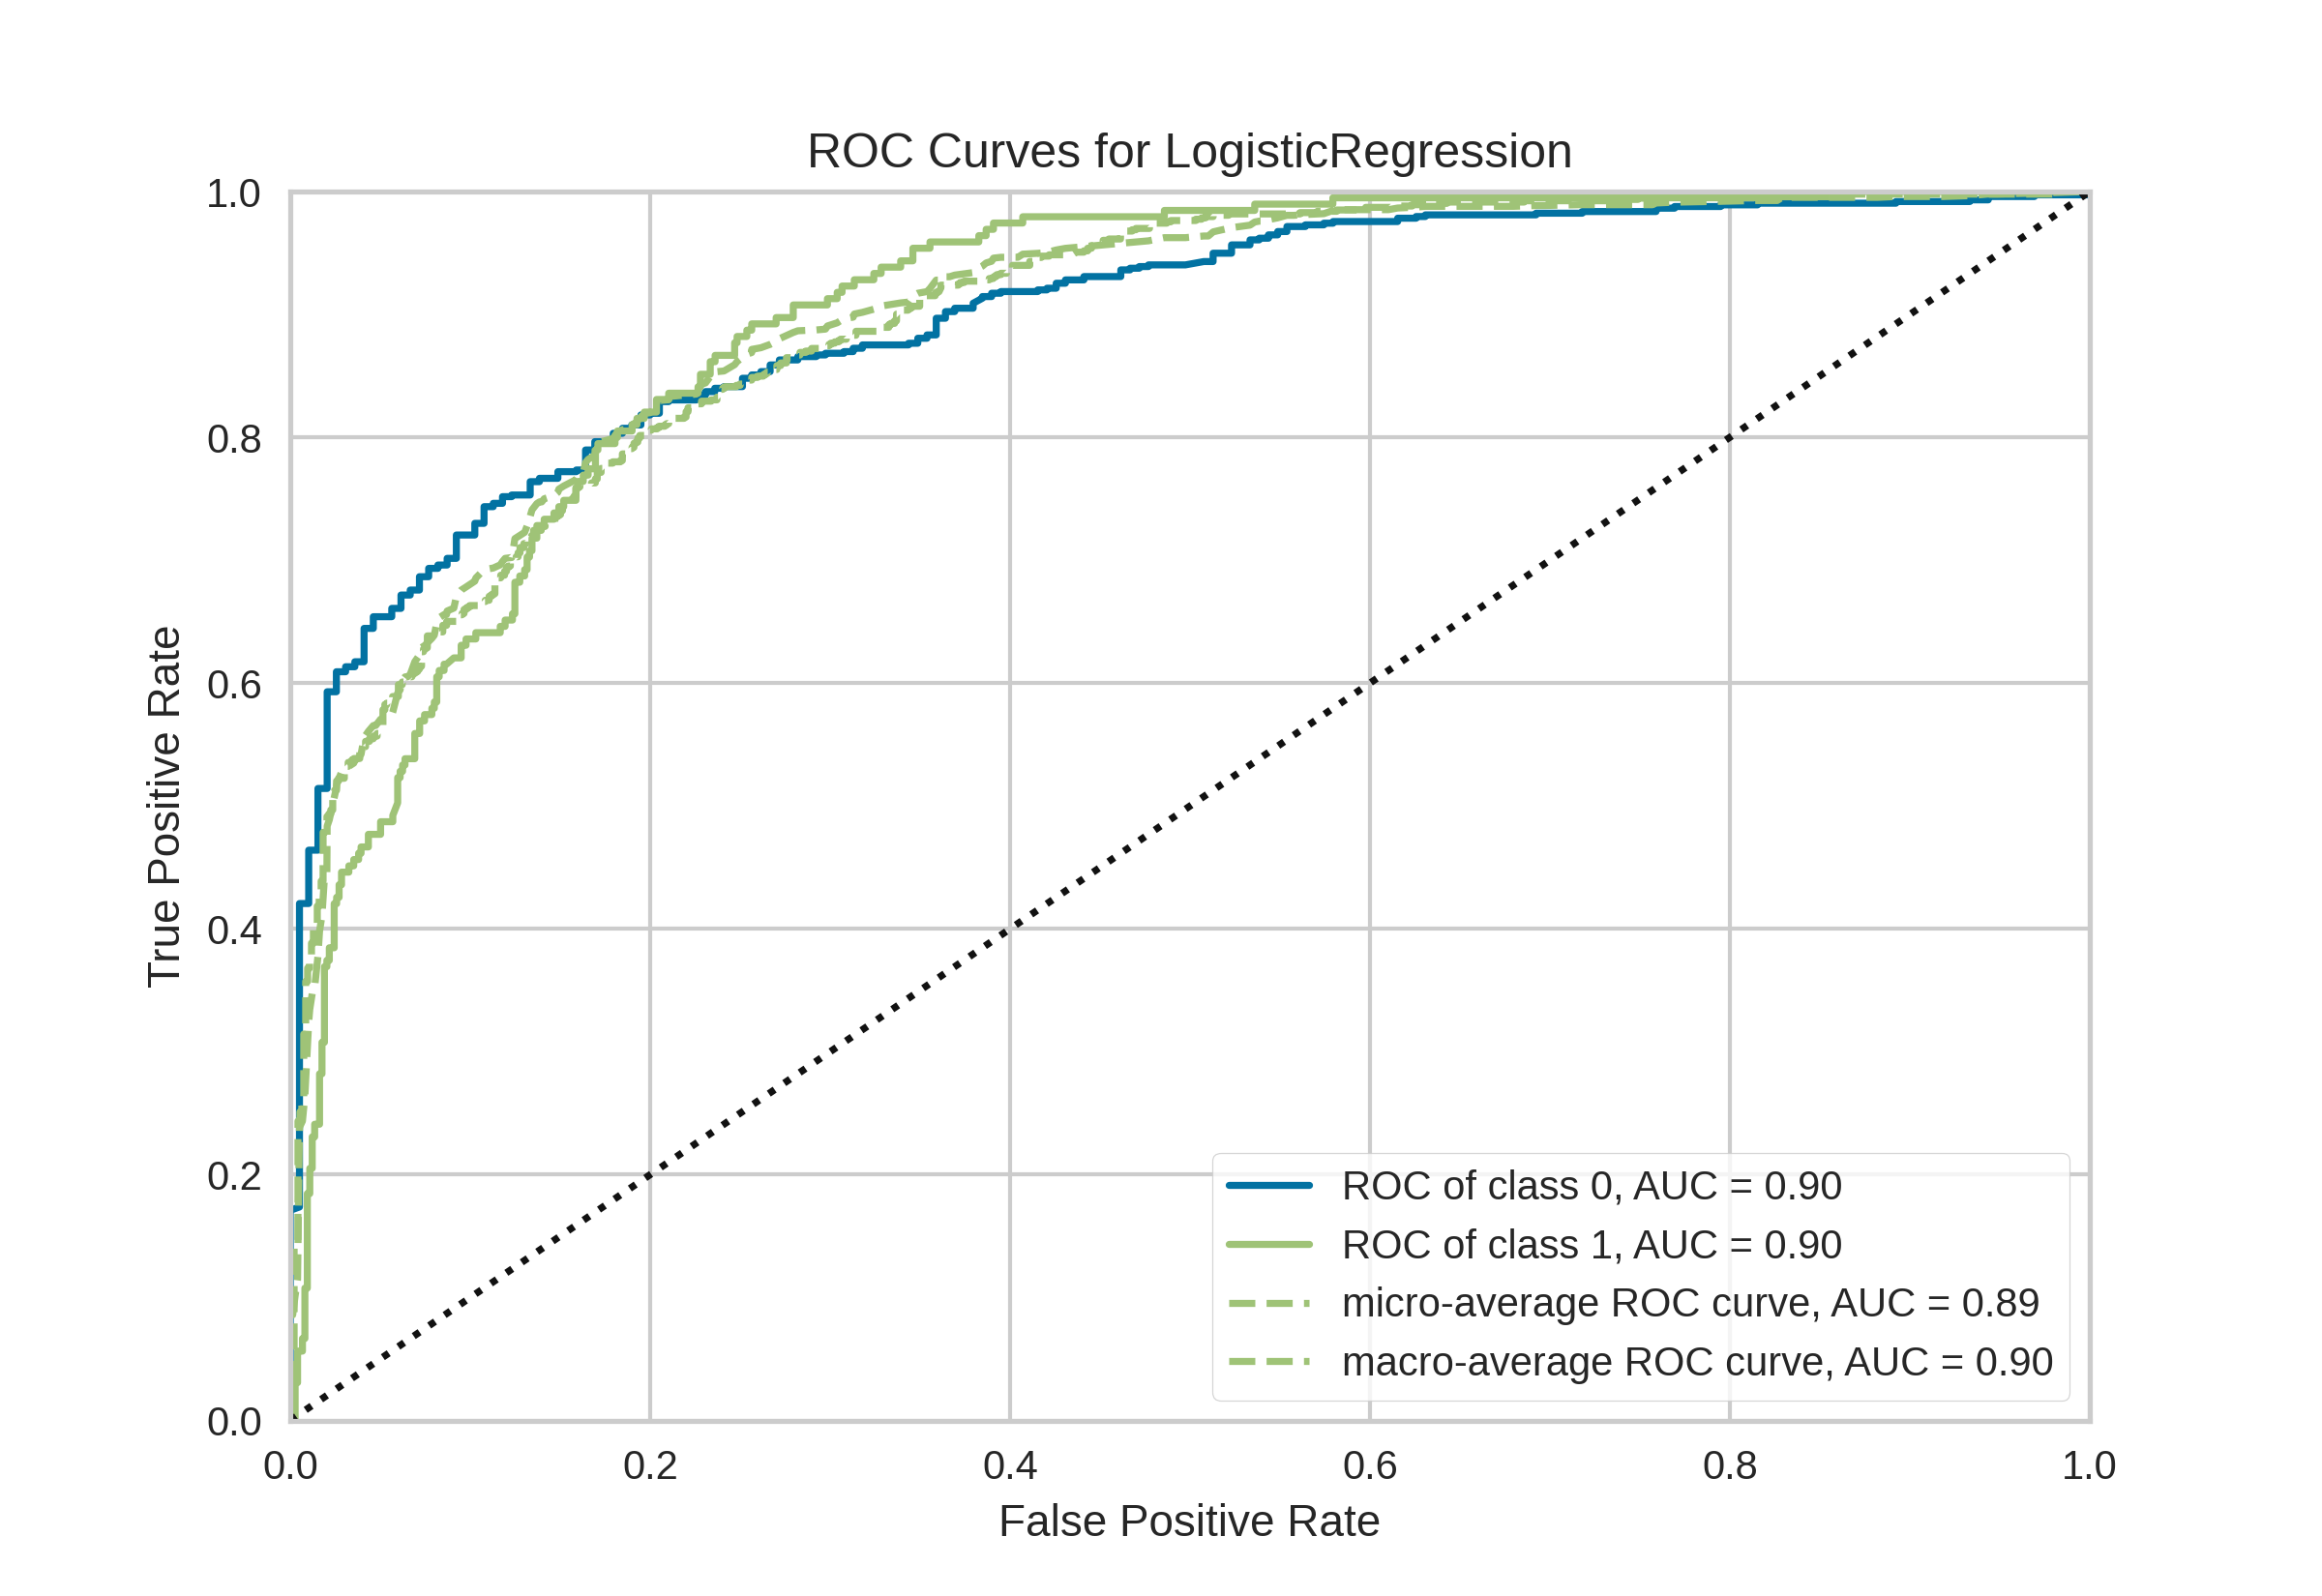 ROC Curves for LogisticRegression
1.0
0.8
0.6
0.4
0.2
0.0
True Positive Rate
ROC of class 0, AUC = 0.90
ROC of class 1, AUC = 0.90
micro-average ROC curve, AUC = 0.89
macro-average ROC curve, AUC = 0.90
0.0 0.2 0.4 0.6 0.8 1.0
False Positive Rate